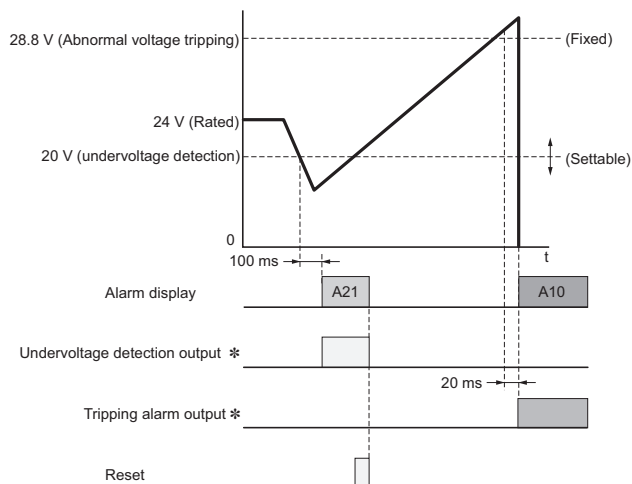 28.8 V (Abnormal voltage tripping)
(Fixed)
24 V (Rated)
20 V (undervoltage detection)
(Settable)
0
t
100 ms
Alarm display
A21
A10
Undervoltage detection output *
20 ms
Tripping alarm output *
Reset